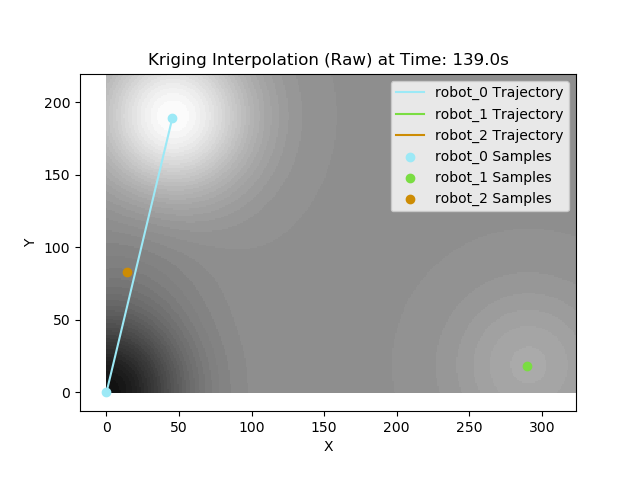 Kriging Interpolation (Raw) at Time: 139.0s
robot_0 Trajectory
robot_1 Trajectory
robot_2 Trajectory
robot_0 Samples
robot_1 Samples
robot_2 Samples
200
150
100
50
0
Y
0 50 100 150 200 250 300
X